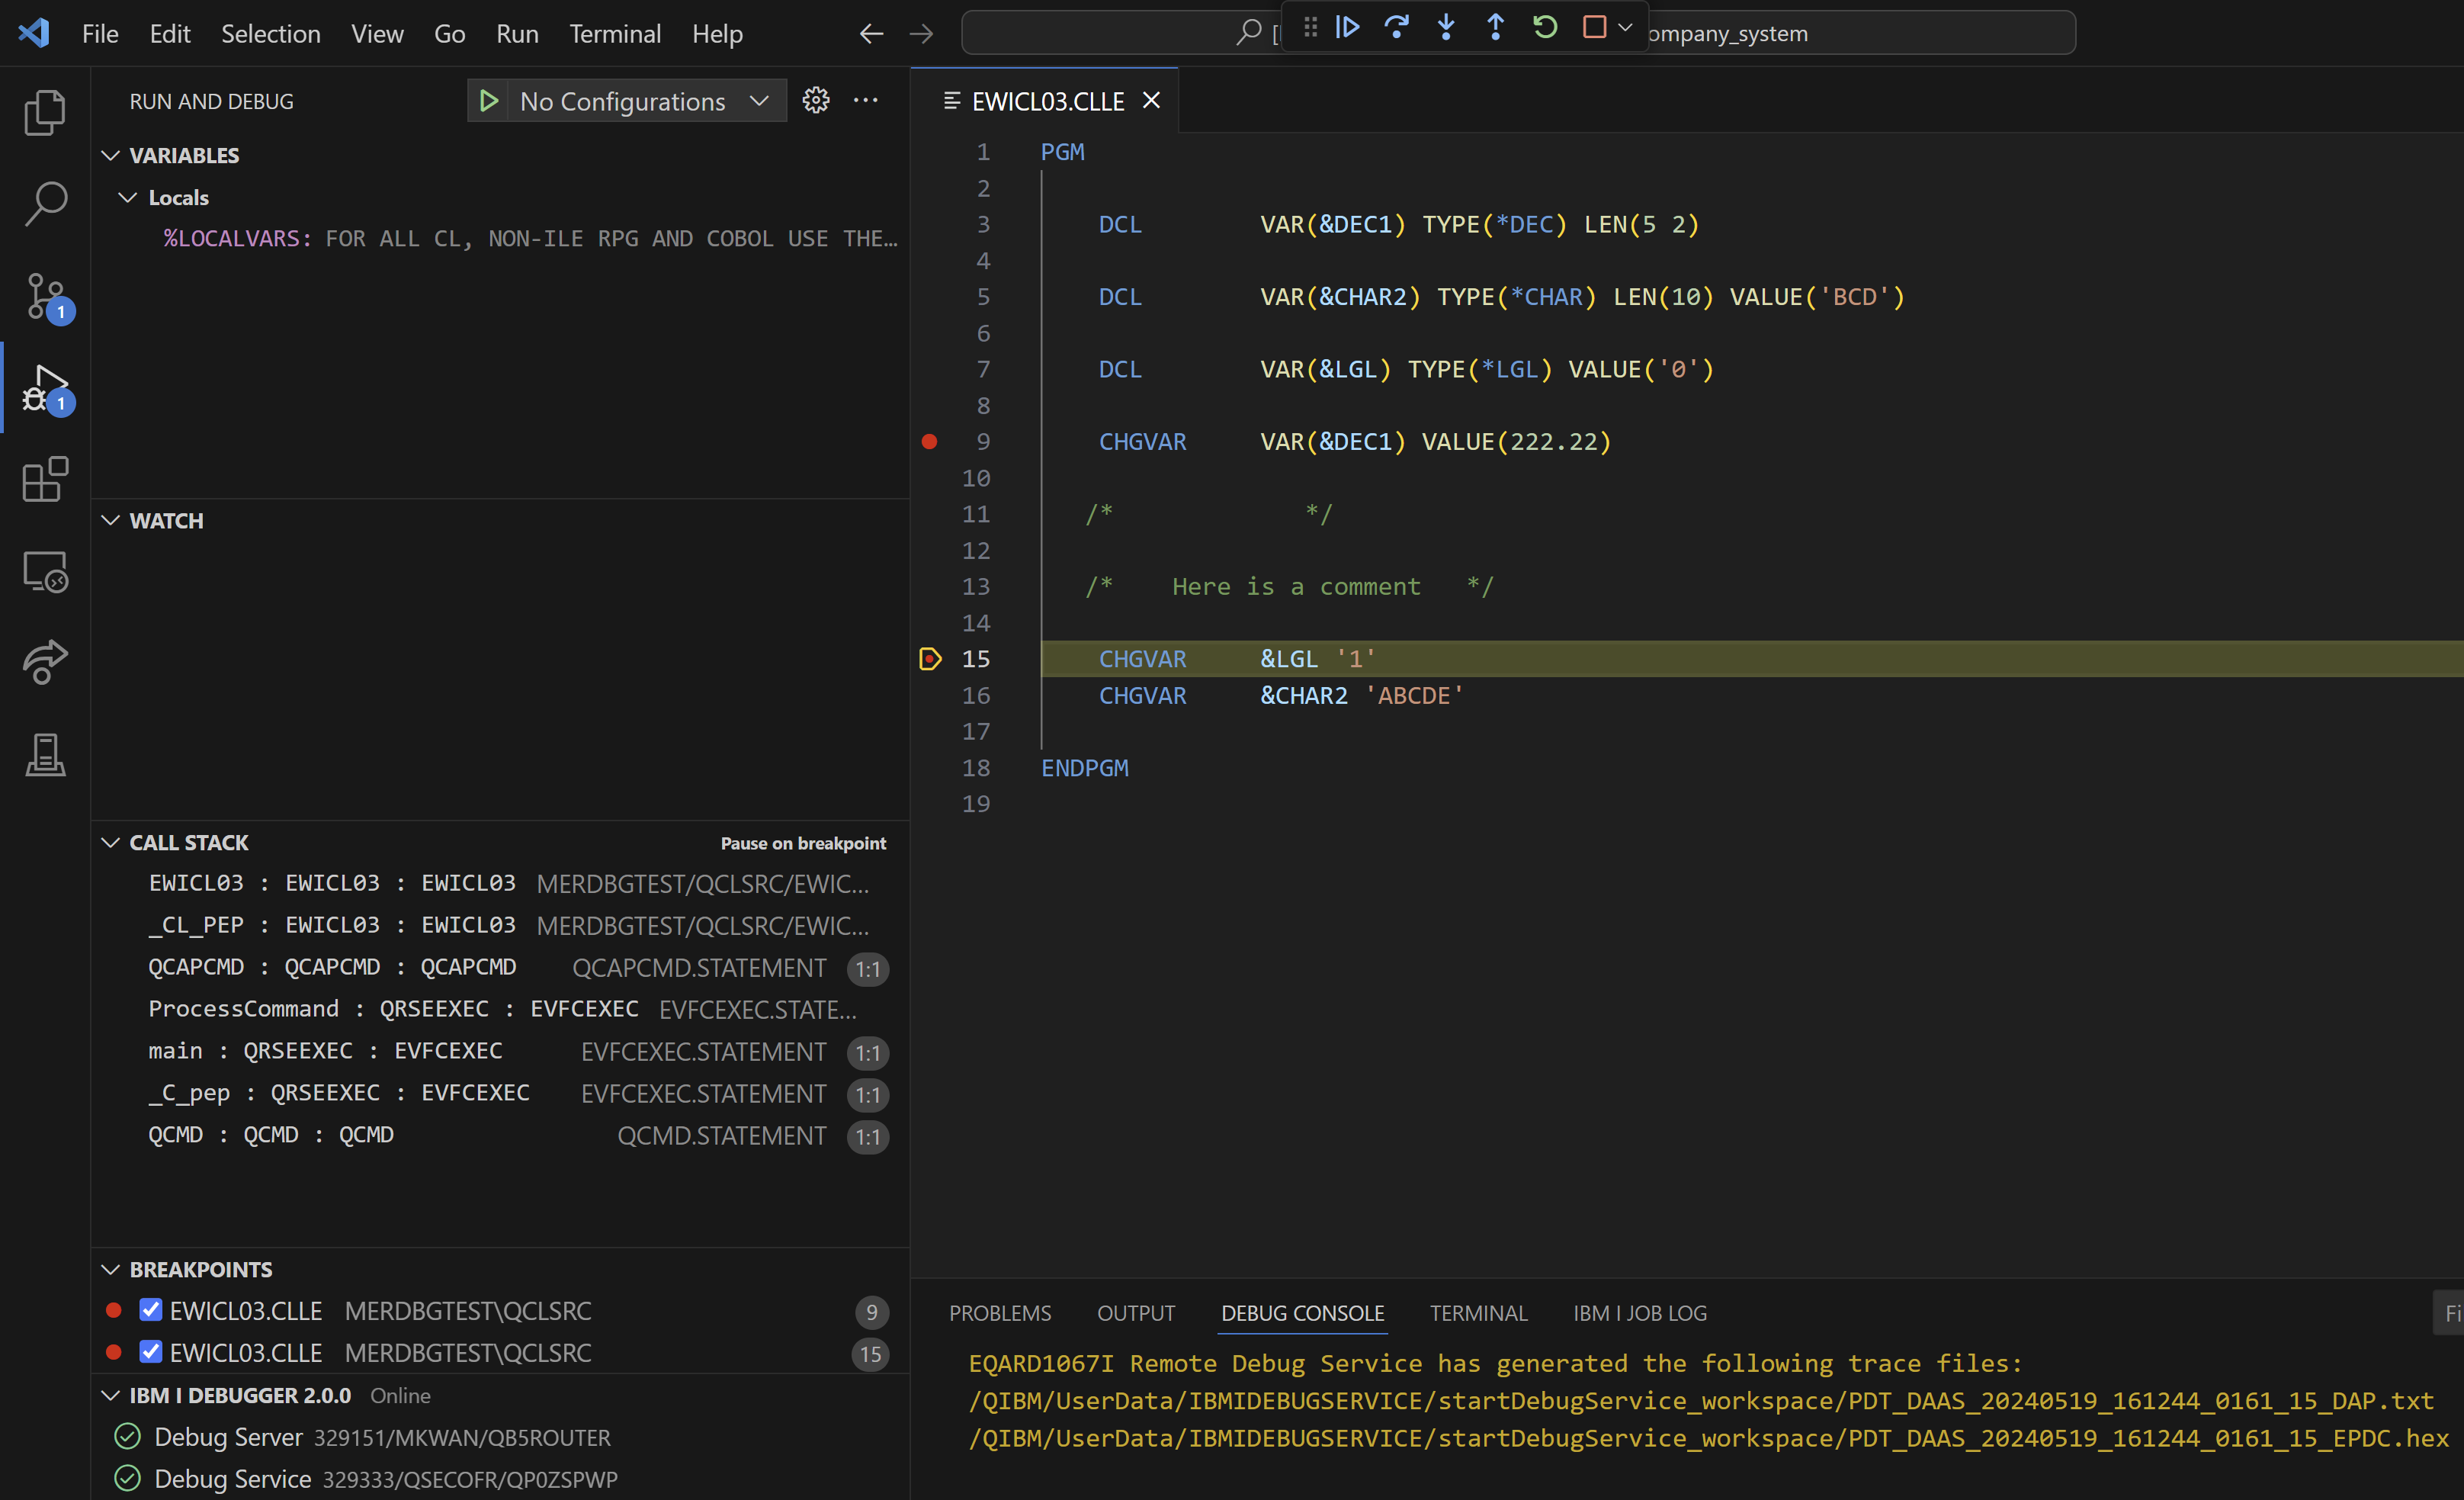 File Edit Selection View Go Run Terminal Help
ompany_system
RUN AND DEBUG
No Configurations
VARIABLES
Locals
%LOCALVARS: FOR ALL CL, NON-ILE RPG AND COBOL USE THE…
WATCH
CALL STACK Pause on breakpoint
EWICL03 : EWICL03 : EWICL03 MERDBGTEST/QCLSRC/EWIC...
_CL_PEP : EWICL03 : EWICL03 MERDBGTEST/QCLSRC/EWIC...
QCAPCMD : QCAPCMD : QCAPCMD QCAPCMD.STATEMENT 1:1
ProcessCommand : QRSEEXEC : EVFCEXEC EVFCEXEC.STATE...
main : QRSEEXEC : EVFCEXEC EVFCEXEC.STATEMENT 1:1
_C_pep : QRSEEXEC : EVFCEXEC EVFCEXEC.STATEMENT 1:1
QCMD : QCMD : QCMD QCMD.STATEMENT 1:1
BREAKPOINTS
EWICL03.CLLE MERDBGTEST\QCLSRC 9
EWICL03.CLLE MERDBGTEST\QCLSRC 15
IBM I DEBUGGER 2.0.0 Online
Debug Server 329151/MKWAN/QB5ROUTER
Debug Service 329333/QSECOFR/QP0ZSPWP
1
1
EWICL03.CLLE
1 PGM
2
3 DCL VAR(&DEC1) TYPE(*DEC) LEN(5 2)
4
5 DCL VAR(&CHAR2) TYPE(*CHAR) LEN(10) VALUE('BCD')
6
7 DCL VAR(&LGL) TYPE(*LGL) VALUE('0')
8
9 CHGVAR VAR(&DEC1) VALUE(222.22)
10
11 /* */
12
13 /* Here is a comment */
14
15 CHGVAR &LGL '1'
16 CHGVAR &CHAR2 'ABCDE'
17
18 ENDPGM
19
PROBLEMS OUTPUT DEBUG CONSOLE TERMINAL IBM I JOB LOG Fi
EQARD1067I Remote Debug Service has generated the following trace files:
/QIBM/UserData/IBMIDEBUGSERVICE/startDebugService_workspace/PDT_DAAS_20240519_161244_0161_15_DAP.txt
/QIBM/UserData/IBMIDEBUGSERVICE/startDebugService_workspace/PDT_DAAS_20240519_161244_0161_15_EPDC.hex